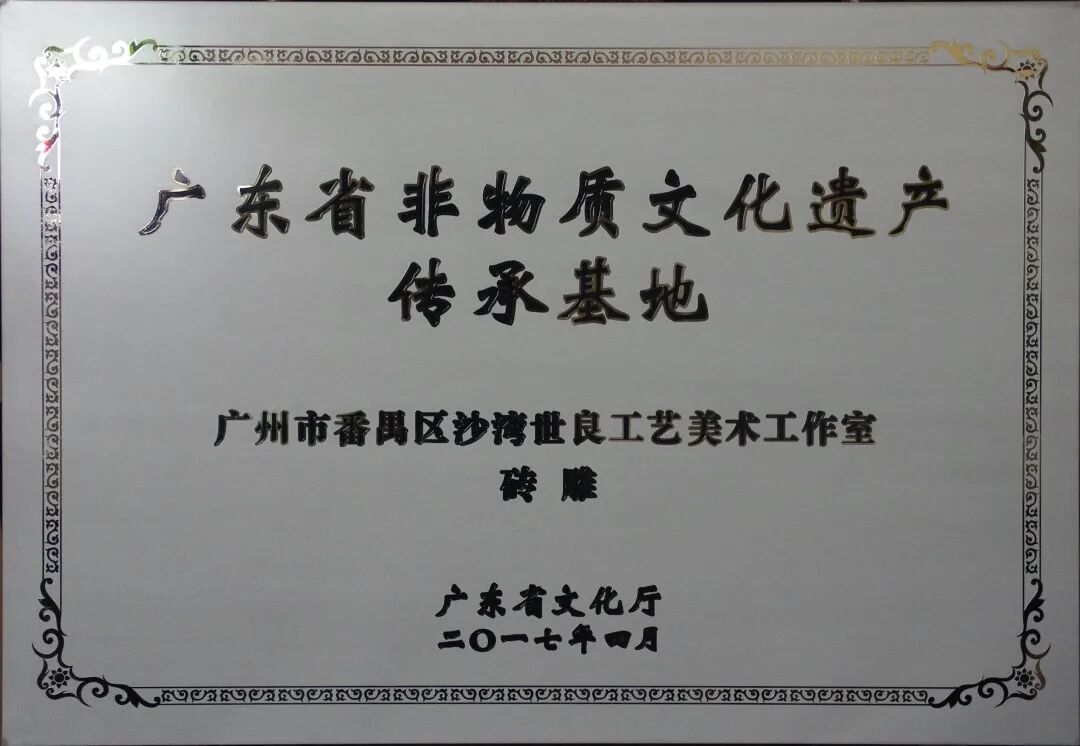 广东省非物质文化遗产
传承基地
广州市番禺区沙湾世良工艺美术工作室
砖雕
广东省文化厅
二〇一七年四月